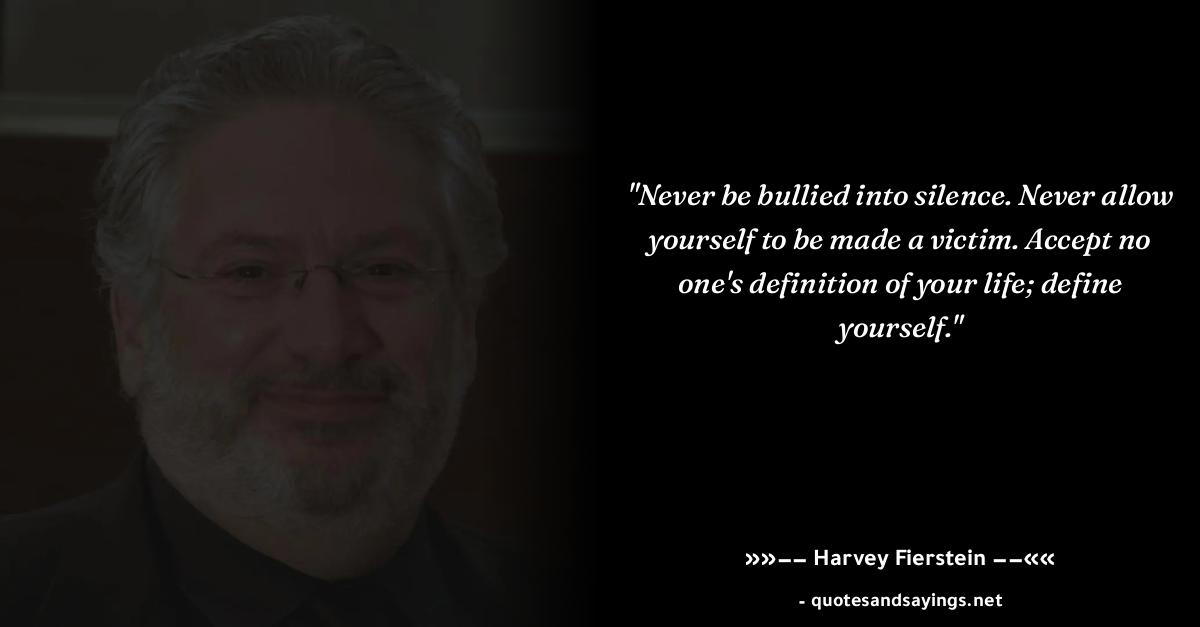 "Never be bullied into silence. Never allow
yourself to be made a victim. Accept no
one's definition of your life; define
yourself."
»»–– Harvey Fierstein ––««
- quotesandsayings.net